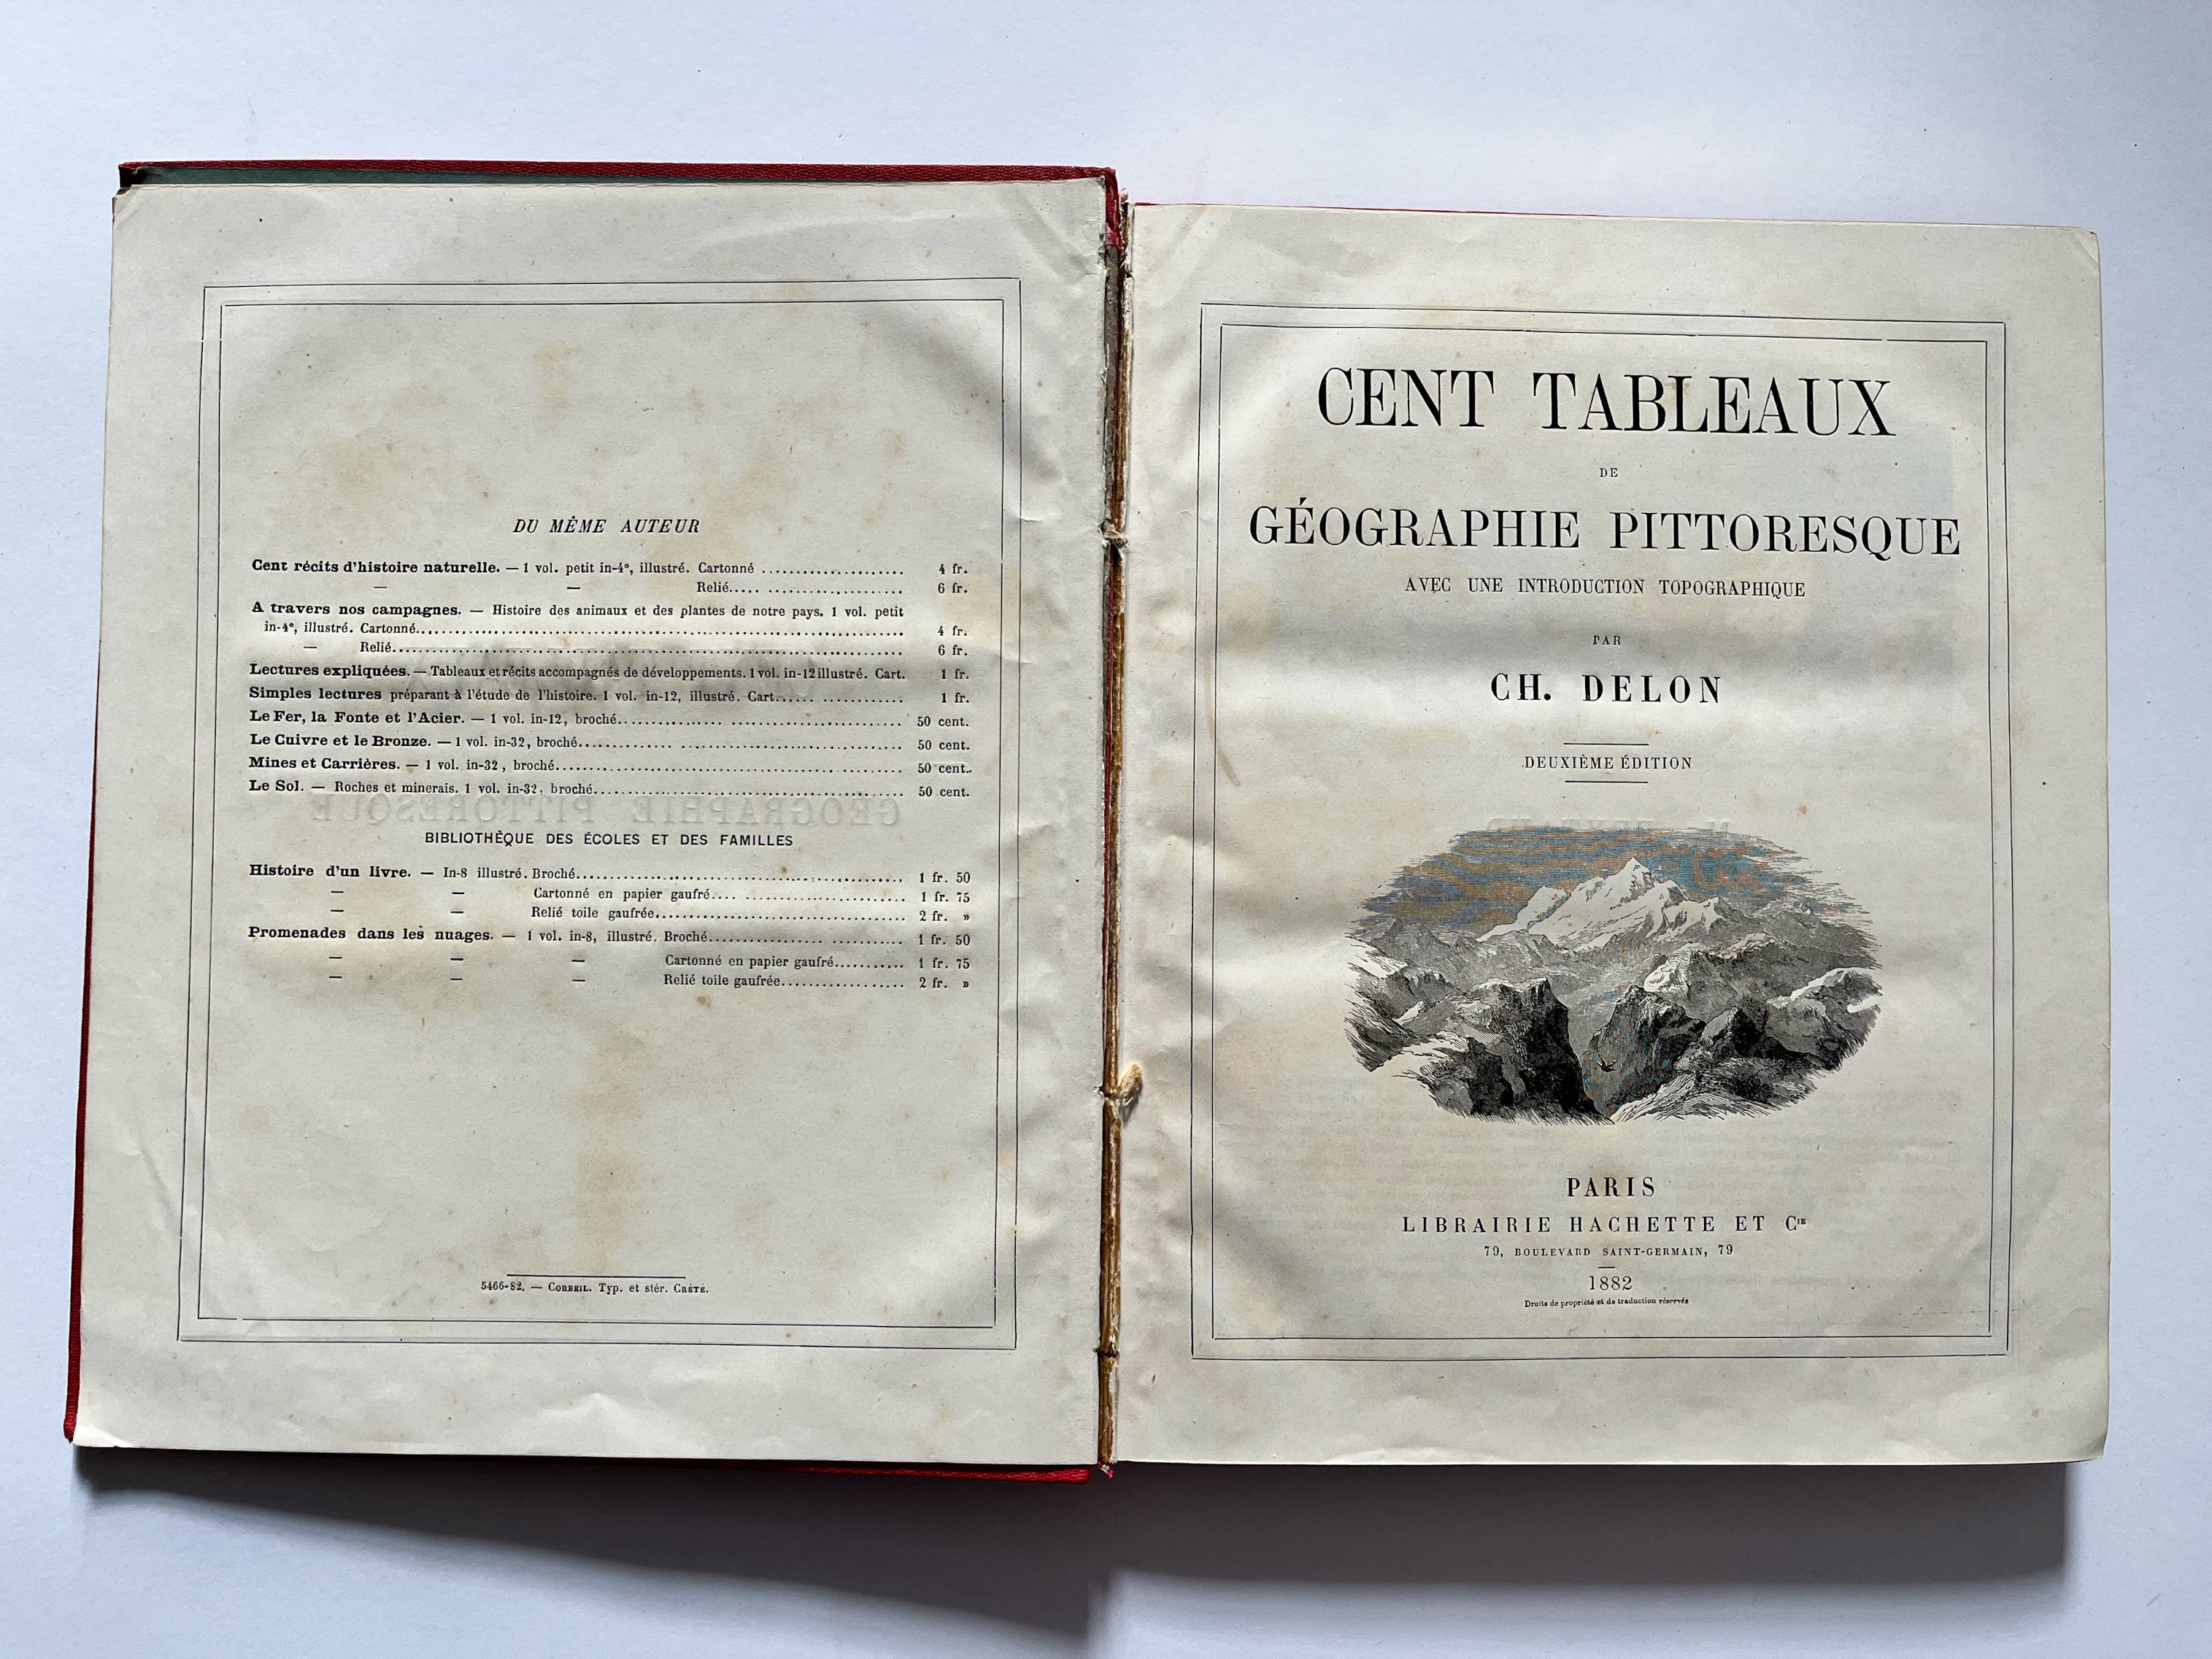 DU MÊME AUTEUR
Cent récits d'histoire naturelle. — 1 vol. petit in-4°, illustré. Cartonné ..................... 4 fr.
— — Relié..... .................... 6 fr.
A travers nos campagnes. — Histoire des animaux et des plantes de notre pays. 1 vol. petit
in-4°, illustré. Cartonné........................................................................ 4 fr.
— Relié........................................................................... 6 fr.
Lectures expliquées. — Tableaux et récits accompagnés de développements. 1 vol. in-12 illustré. Cart. 1 fr.
Simples lectures préparant à l'étude de l'histoire. 1 vol. in-12, illustré. Cart...... ............. 1 fr.
Le Fer, la Fonte et l'Acier. — 1 vol. in-12, broché.......................................... 50 cent.
Le Cuivre et le Bronze. — 1 vol. in-32, broché.............. ................................. 50 cent.
Mines et Carrières. — 1 vol. in-32, broché.................................................... 50 cent.
Le Sol. — Roches et minerais. 1 vol. in-32, broché.............................................. 50 cent.
BIBLIOTHÈQUE DES ÉCOLES ET DES FAMILLES
Histoire d'un livre. — In-8 illustré. Broché................................................ 1 fr. 50
— — Cartonné en papier gaufré.... ........................ 1 fr. 75
— — Relié toile gaufrée..................................... 2 fr. »
Promenades dans les nuages. — 1 vol. in-8, illustré. Broché................. ........... 1 fr. 50
— — — Cartonné en papier gaufré........... 1 fr. 75
— — — Relié toile gaufrée.................. 2 fr. »
5466-82. — CORBEIL. Typ. et stér. CRÉTÉ.
CENT TABLEAUX
DE
GÉOGRAPHIE PITTORESQUE
AVEC UNE INTRODUCTION TOPOGRAPHIQUE
PAR
CH. DELON
DEUXIÈME ÉDITION
PARIS
LIBRAIRIE HACHETTE ET Cie
79, BOULEVARD SAINT-GERMAIN, 79
1882
Droits de propriété et de traduction réservés